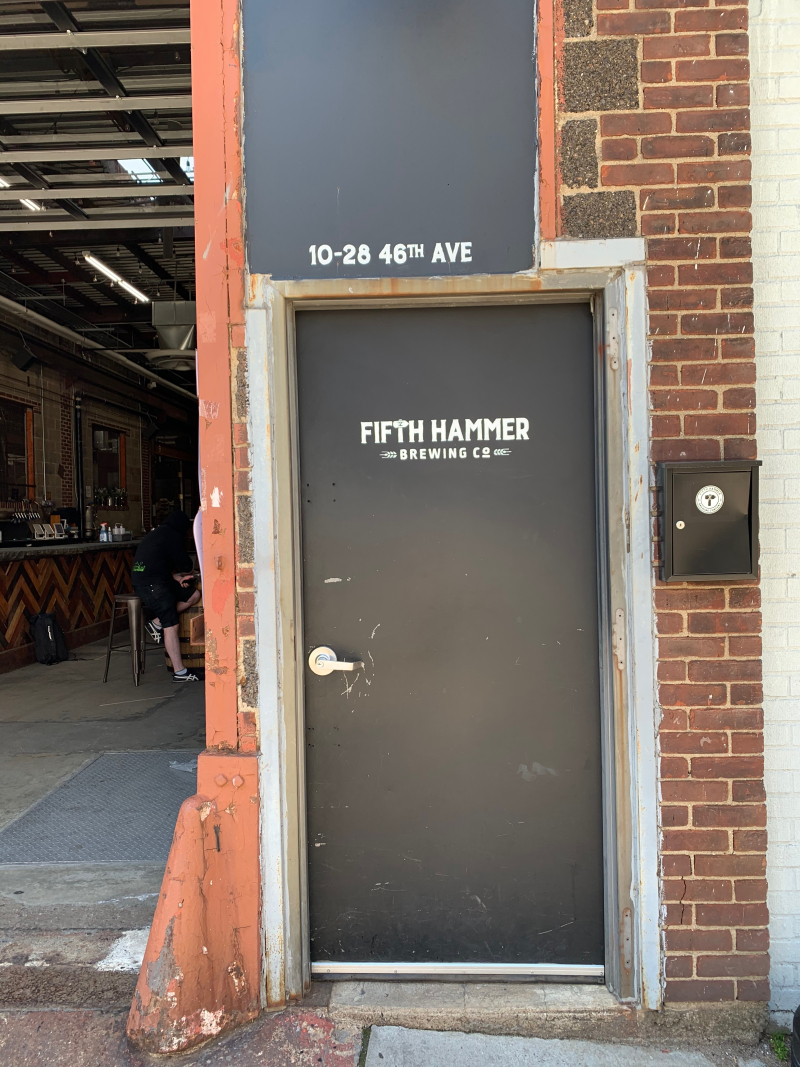 10-28 46TH AVE
FIFTH HAMMER
BREWING CO